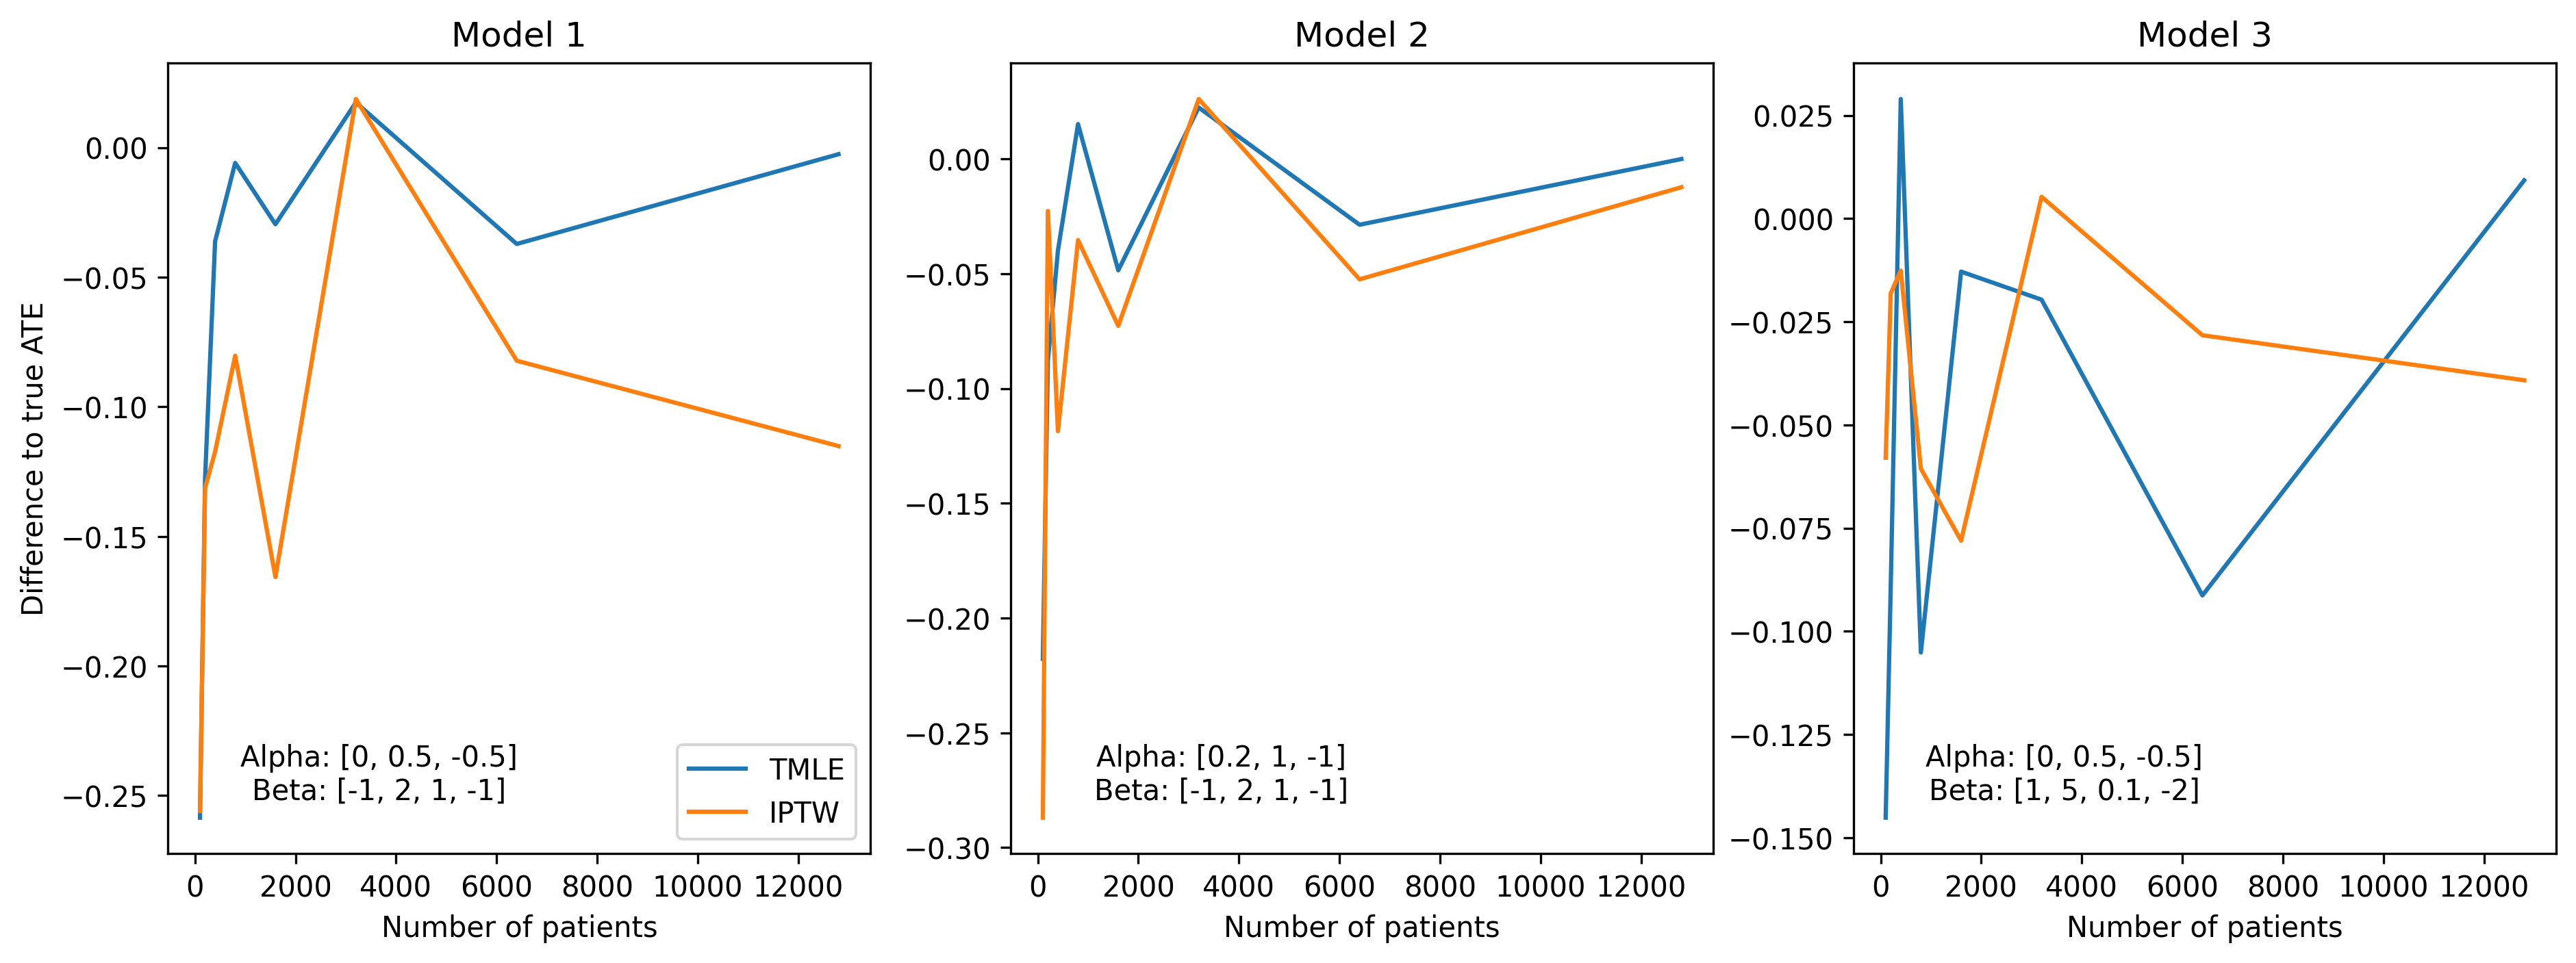 Model 1
Difference to true ATE
0.00
−0.05
−0.10
−0.15
−0.20
−0.25
Alpha: [0, 0.5, -0.5]
Beta: [-1, 2, 1, -1]
TMLE
IPTW
0 2000 4000 6000 8000 10000 12000
Number of patients
Model 2
0.00
−0.05
−0.10
−0.15
−0.20
−0.25
−0.30
Alpha: [0.2, 1, -1]
Beta: [-1, 2, 1, -1]
0 2000 4000 6000 8000 10000 12000
Number of patients
Model 3
0.025
0.000
−0.025
−0.050
−0.075
−0.100
−0.125
−0.150
Alpha: [0, 0.5, -0.5]
Beta: [1, 5, 0.1, -2]
0 2000 4000 6000 8000 10000 12000
Number of patients